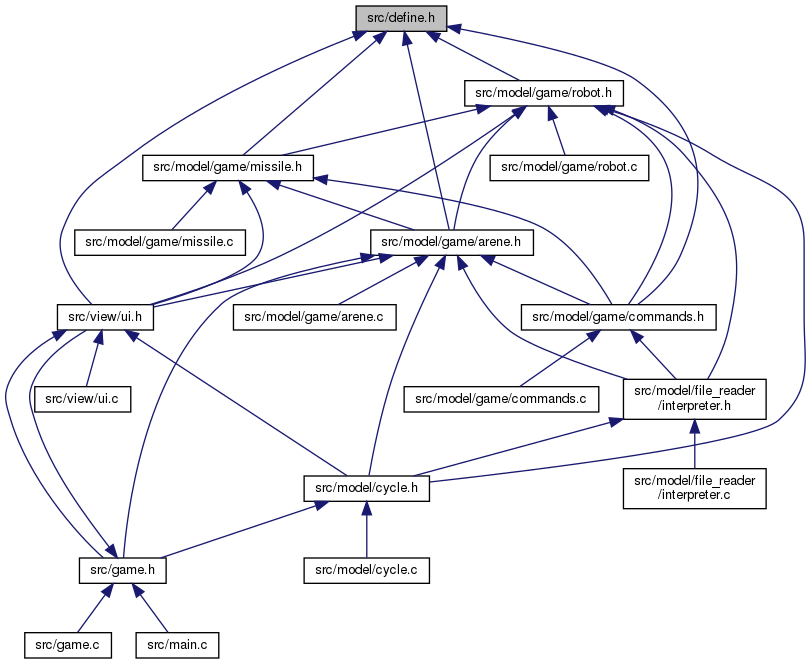 src/define.h
src/model/game/robot.h
src/model/game/missile.h
src/model/game/robot.c
src/model/game/missile.c
src/model/game/arene.h
src/view/ui.h
src/model/game/arene.c
src/model/game/commands.h
src/view/ui.c
src/model/game/commands.c
src/model/file_reader
/interpreter.h
src/model/cycle.h
src/model/file_reader
/interpreter.c
src/game.h
src/model/cycle.c
src/game.c
src/main.c